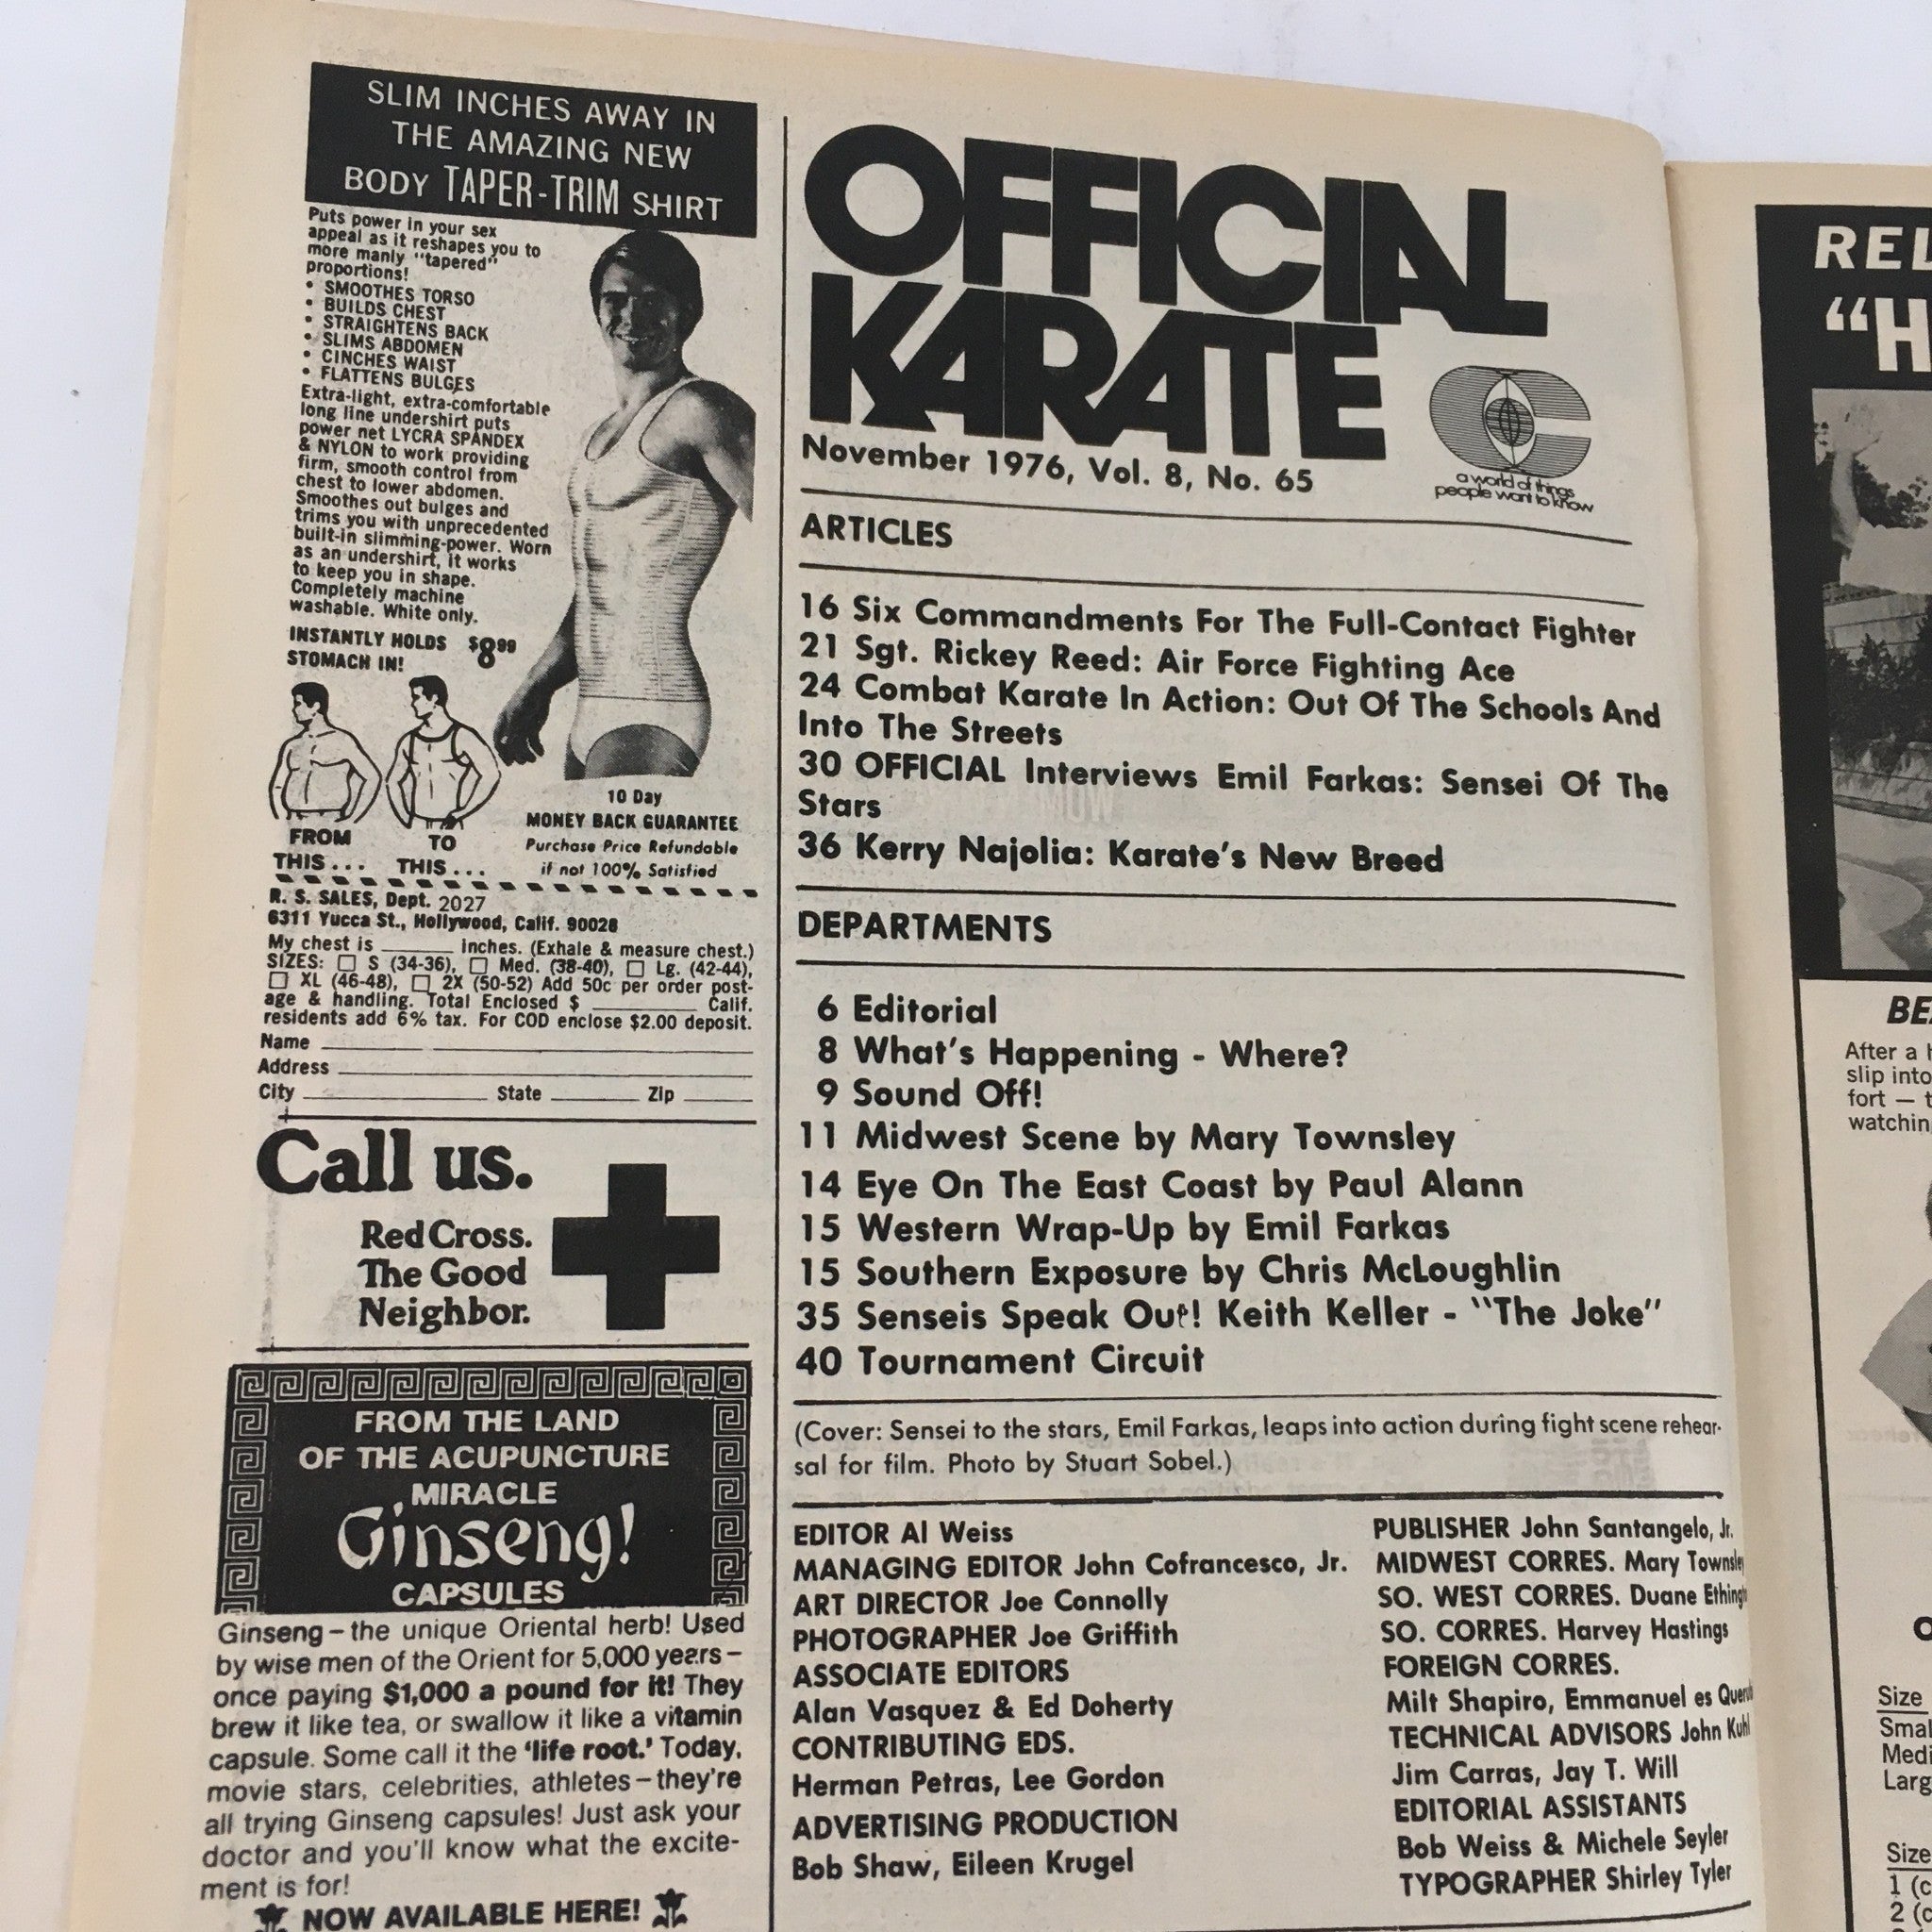 SLIM INCHES AWAY IN
THE AMAZING NEW
BODY TAPER-TRIM SHIRT
Puts power in your sex
appeal as it reshapes you to
more manly "tapered"
proportions!
• SMOOTHES TORSO
• BUILDS CHEST
• STRAIGHTENS BACK
• SLIMS ABDOMEN
• CINCHES WAIST
• FLATTENS BULGES
Extra-light, extra-comfortable
long line undershirt puts
power net LYCRA SPANDEX
& NYLON to work providing
firm, smooth control from
chest to lower abdomen.
Smoothes out bulges and
trims you with unprecedented
built-in slimming-power. Worn
as an undershirt, it works
to keep you in shape.
Completely machine
washable. White only.
INSTANTLY HOLDS $8.99
STOMACH IN!
FROM
THIS...
TO
THIS...
10 Day
MONEY BACK GUARANTEE
Purchase Price Refundable
if not 100% Satisfied
R. S. SALES, Dept. 2027
6311 Yucca St., Hollywood, Calif. 90028
My chest is ______ inches. (Exhale & measure chest.)
SIZES: □ S (34-36), □ Med. (38-40), □ Lg. (42-44),
□ XL (46-48), □ 2X (50-52) Add 50c per order post-
age & handling. Total Enclosed $ ________ Calif.
residents add 6% tax. For COD enclose $2.00 deposit.
Name
Address
City ________ State ________ Zip ________
Call us.
Red Cross.
The Good
Neighbor.
FROM THE LAND
OF THE ACUPUNCTURE
MIRACLE
Ginseng!
CAPSULES
Ginseng – the unique Oriental herb! Used
by wise men of the Orient for 5,000 years –
once paying $1,000 a pound for it! They
brew it like tea, or swallow it like a vitamin
capsule. Some call it the 'life root.' Today,
movie stars, celebrities, athletes – they're
all trying Ginseng capsules! Just ask your
doctor and you'll know what the excite-
ment is for!
NOW AVAILABLE HERE!
OFFICIAL
KARATE
November 1976, Vol. 8, No. 65
a world of things
people want to know
ARTICLES
16 Six Commandments For The Full-Contact Fighter
21 Sgt. Rickey Reed: Air Force Fighting Ace
24 Combat Karate In Action: Out Of The Schools And
Into The Streets
30 OFFICIAL Interviews Emil Farkas: Sensei Of The
Stars
36 Kerry Najolia: Karate's New Breed
DEPARTMENTS
6 Editorial
8 What's Happening - Where?
9 Sound Off!
11 Midwest Scene by Mary Townsley
14 Eye On The East Coast by Paul Alann
15 Western Wrap-Up by Emil Farkas
15 Southern Exposure by Chris McLoughlin
35 Senseis Speak Out! Keith Keller - "The Joke"
40 Tournament Circuit
(Cover: Sensei to the stars, Emil Farkas, leaps into action during fight scene rehear-
sal for film. Photo by Stuart Sobel.)
EDITOR Al Weiss
MANAGING EDITOR John Cofrancesco, Jr.
ART DIRECTOR Joe Connolly
PHOTOGRAPHER Joe Griffith
ASSOCIATE EDITORS
Alan Vasquez & Ed Doherty
CONTRIBUTING EDS.
Herman Petras, Lee Gordon
ADVERTISING PRODUCTION
Bob Shaw, Eileen Krugel
PUBLISHER John Santangelo, Jr.
MIDWEST CORRES. Mary Townsley
SO. WEST CORRES. Duane
SO. CORRES. Harvey Hastings
FOREIGN CORRES.
Milt Shapiro, Emmanuel es
TECHNICAL ADVISORS John Kuhl
Jim Carras, Jay T. Will
EDITORIAL ASSISTANTS
Bob Weiss & Michele Seyler
TYPOGRAPHER Shirley Tyler
After a
slip into
watchin
Size
Size